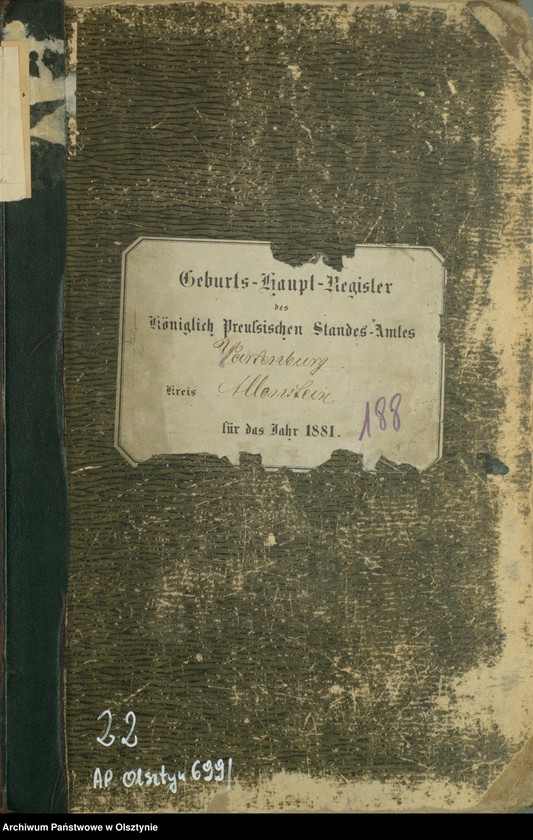 Geburts-Haupt-Register
des
Königlich Preußischen Standes-Amtes
Wartenburg
Kreis Allenstein
188
für das Jahr 1881.
22
AP Olsztyn 699/
Archiwum Państwowe w Olsztynie